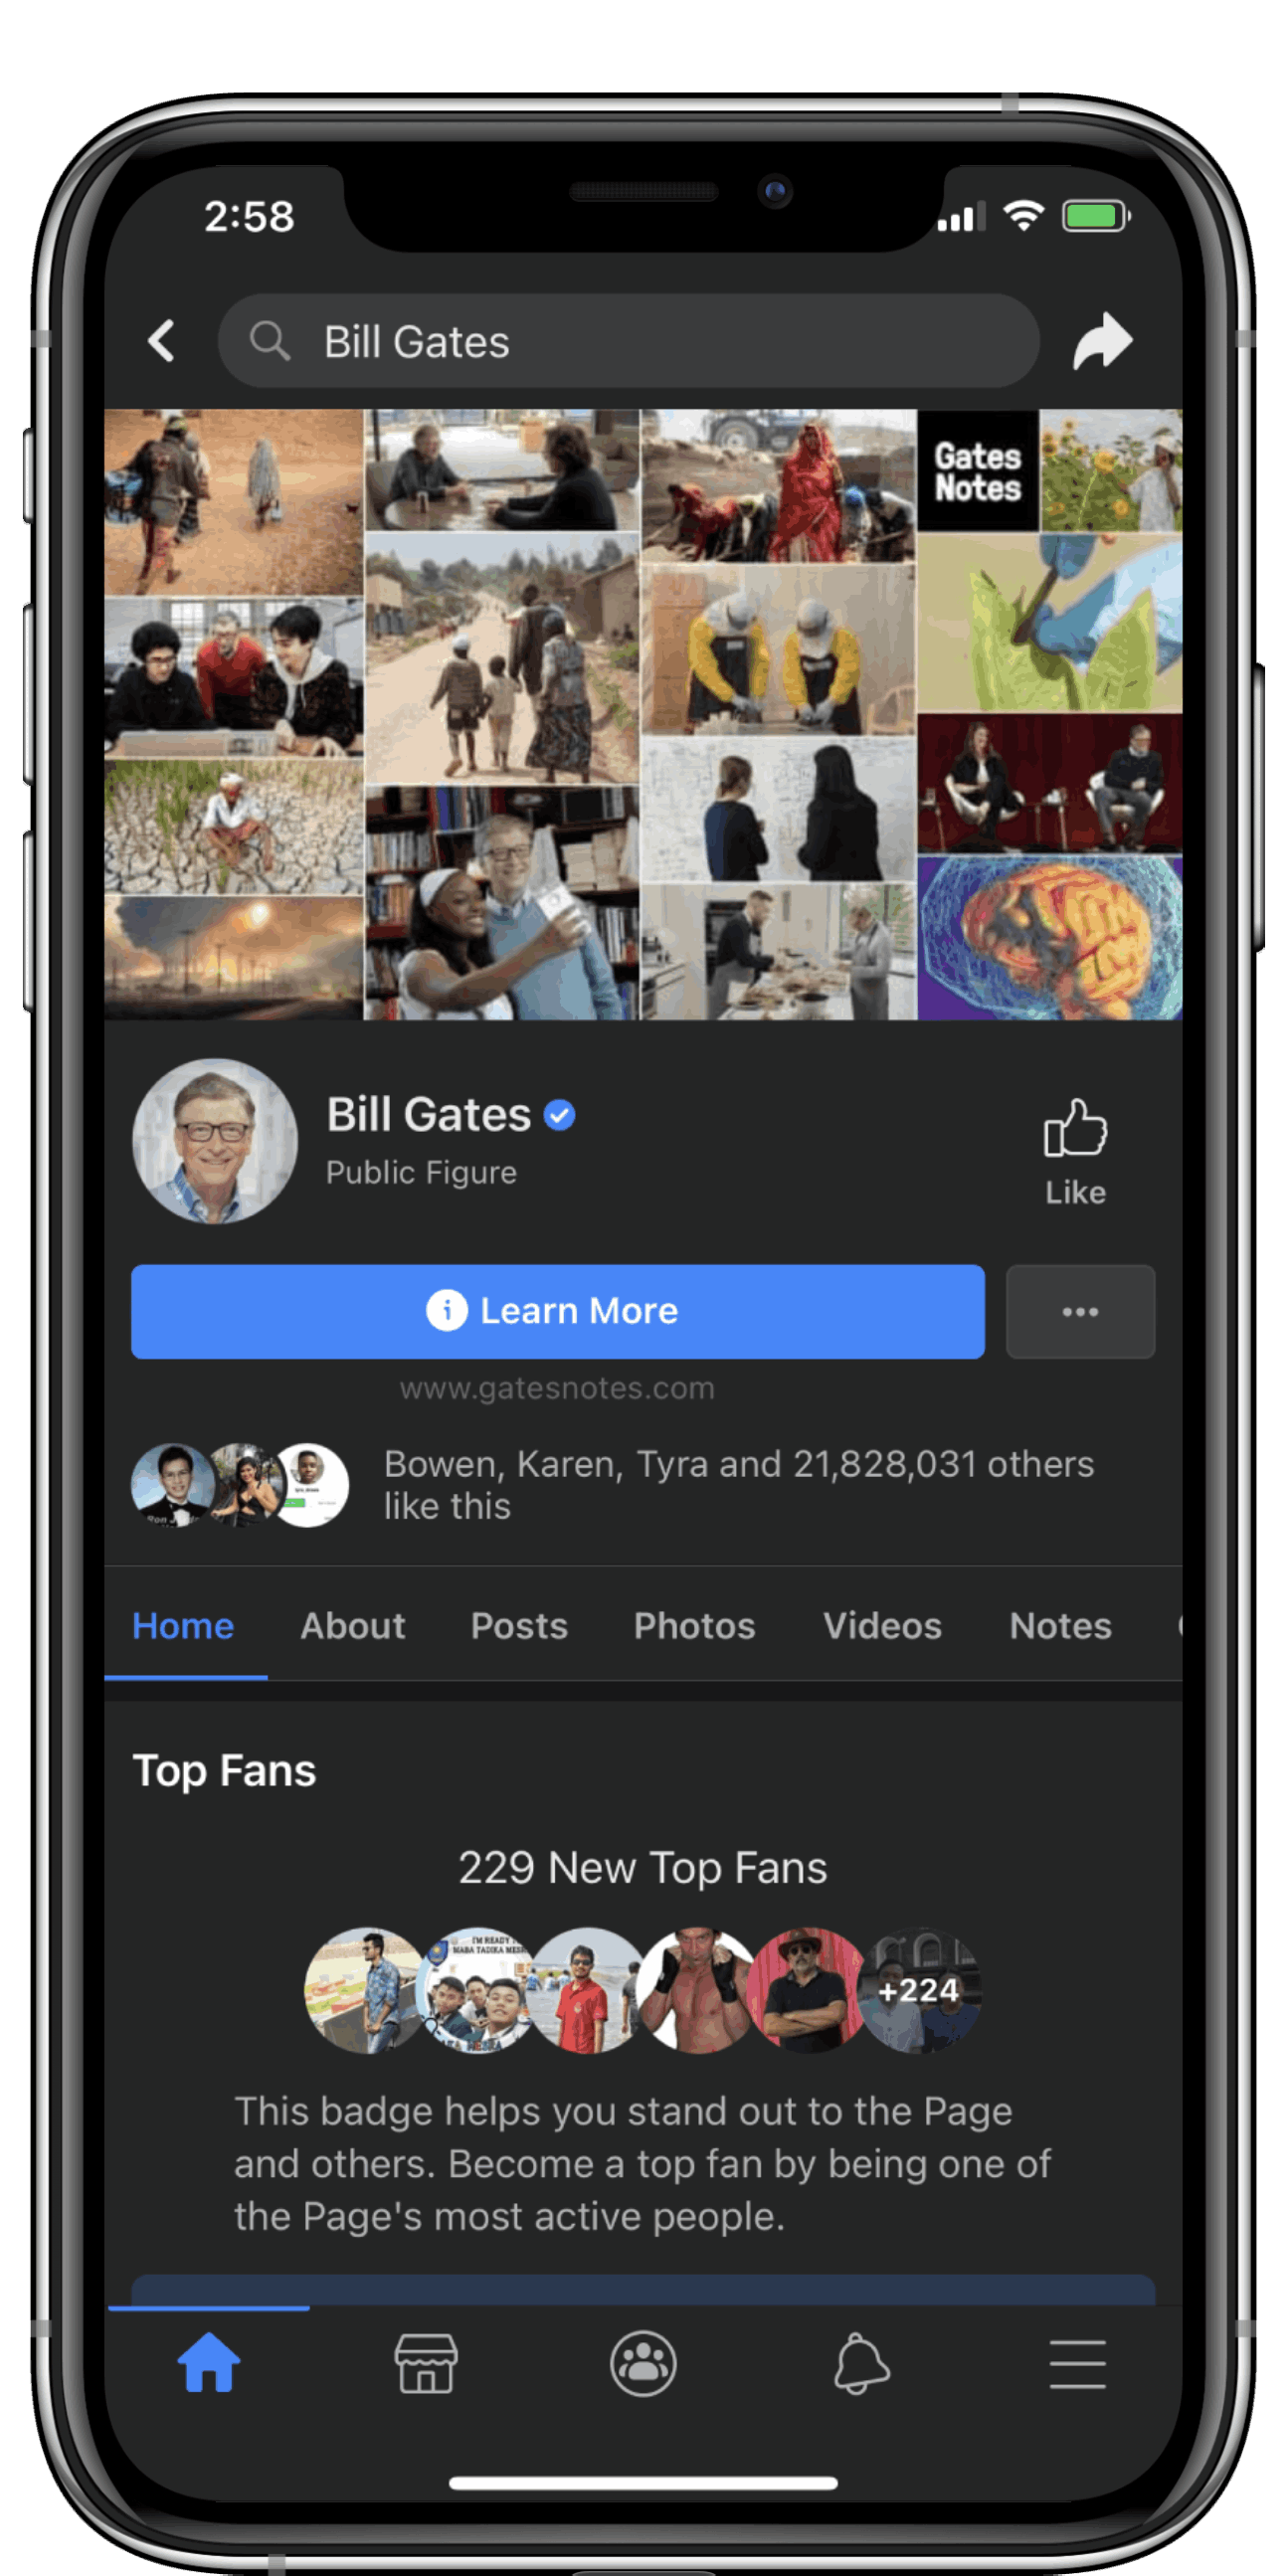 2:58
Bill Gates
Gates
Notes
Bill Gates
Public Figure
Like
Learn More
www.gatesnotes.com
Bowen, Karen, Tyra and 21,828,031 others
like this
Home About Posts Photos Videos Notes
Top Fans
229 New Top Fans
I'M READY
MABA TADIKA
+224
This badge helps you stand out to the Page
and others. Become a top fan by being one of
the Page's most active people.